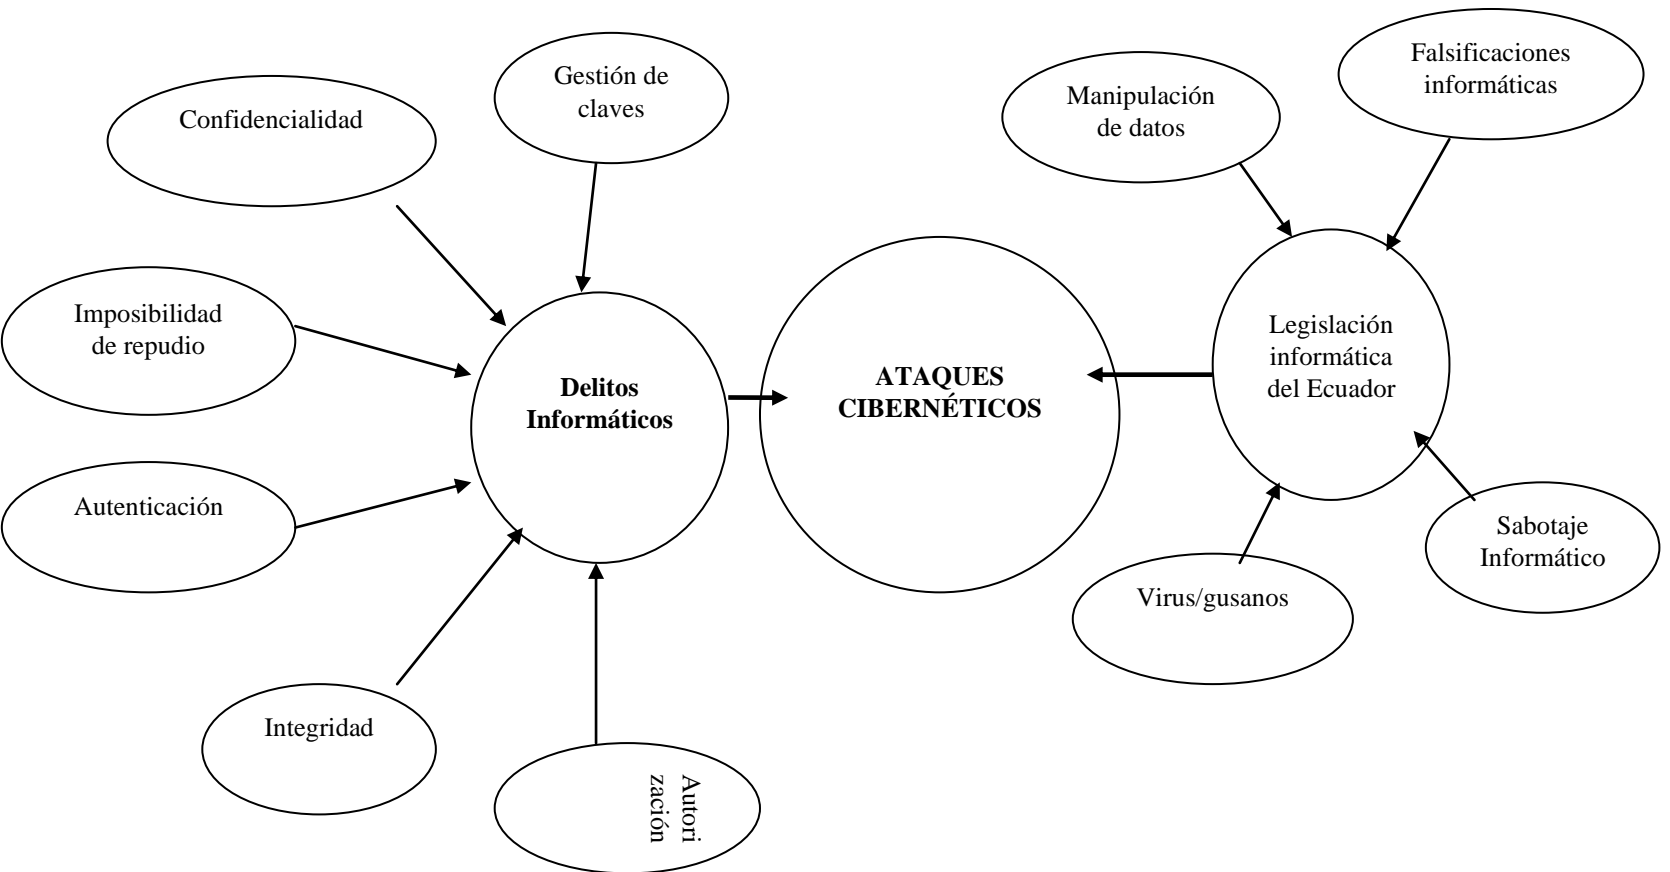 Confidencialidad
Gestión de
claves
Manipulación
de datos
Falsificaciones
informáticas
Imposibilidad
de repudio
Delitos
Informáticos
ATAQUES
CIBERNÉTICOS
Legislación
informática
del Ecuador
Autenticación
Sabotaje
Informático
Virus/gusanos
Integridad
Autori
zación